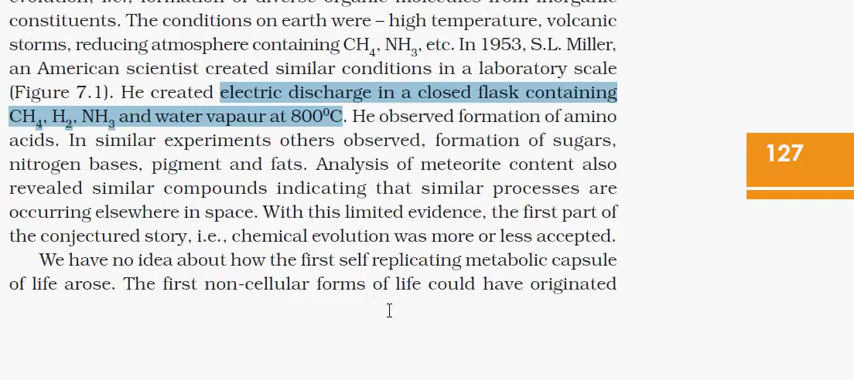 constituents. The conditions on earth were – high temperature, volcanic
storms, reducing atmosphere containing CH₄, NH₃, etc. In 1953, S.L. Miller,
an American scientist created similar conditions in a laboratory scale
(Figure 7.1). He created electric discharge in a closed flask containing
CH₄, H₂, NH₃ and water vapaur at 800⁰C. He observed formation of amino
acids. In similar experiments others observed, formation of sugars,
nitrogen bases, pigment and fats. Analysis of meteorite content also
revealed similar compounds indicating that similar processes are
occurring elsewhere in space. With this limited evidence, the first part of
the conjectured story, i.e., chemical evolution was more or less accepted.
We have no idea about how the first self replicating metabolic capsule
of life arose. The first non-cellular forms of life could have originated
127